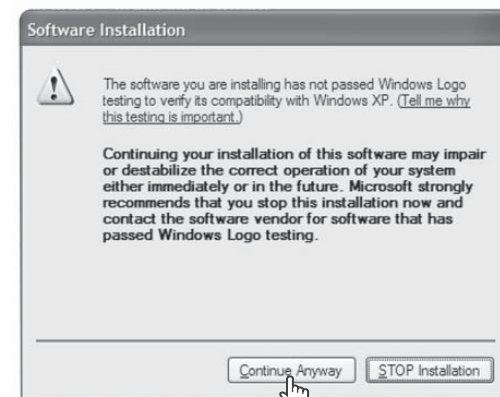 Software Installation
The software you are installing has not passed Windows Logo
testing to verify its compatibility with Windows XP. (Tell me why
this testing is important.)
Continuing your installation of this software may impair
or destabilize the correct operation of your system
either immediately or in the future. Microsoft strongly
recommends that you stop this installation now and
contact the software vendor for software that has
passed Windows Logo testing.
Continue Anyway STOP Installation